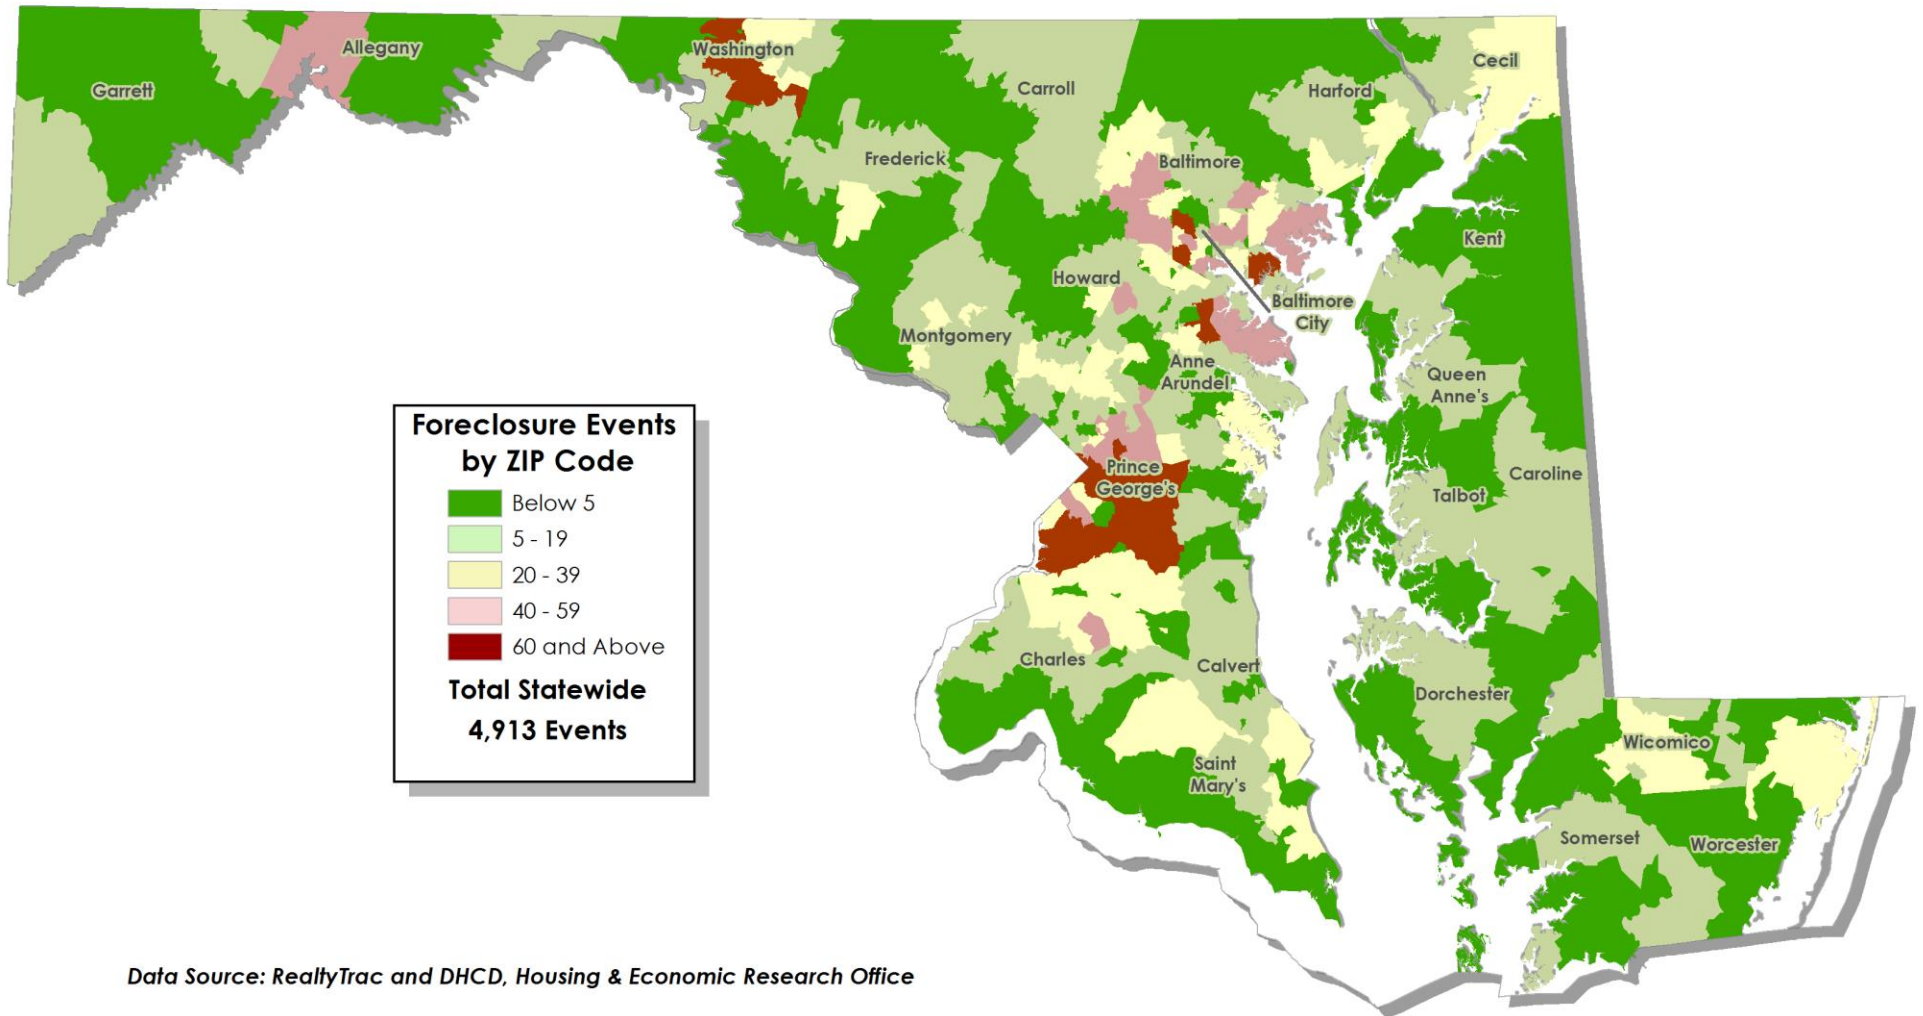 Garrett
Allegany
Washington
Frederick
Carroll
Baltimore
Harford
Cecil
Kent
Howard
Montgomery
Baltimore
City
Anne
Arundel
Queen
Anne's
Prince
George's
Talbot
Caroline
Charles
Calvert
Dorchester
Saint
Mary's
Wicomico
Somerset
Worcester
Foreclosure Events
by ZIP Code
Below 5
5 - 19
20 - 39
40 - 59
60 and Above
Total Statewide
4,913 Events
Data Source: RealtyTrac and DHCD, Housing & Economic Research Office